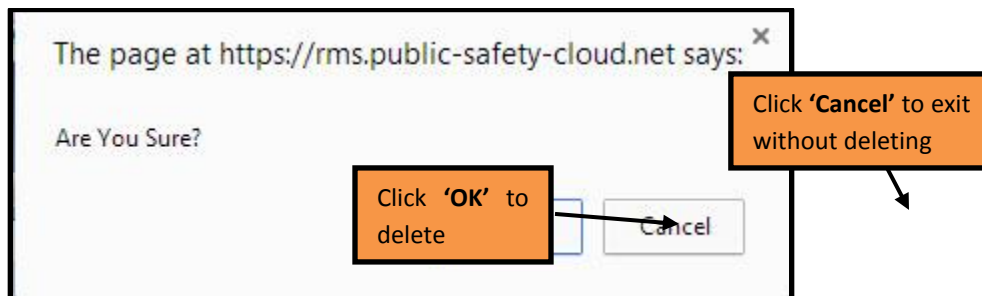 The page at https://rms.public-safety-cloud.net says:
×
Click ‘Cancel’ to exit
without deleting
Are You Sure?
Click ‘OK’ to
delete
Cancel